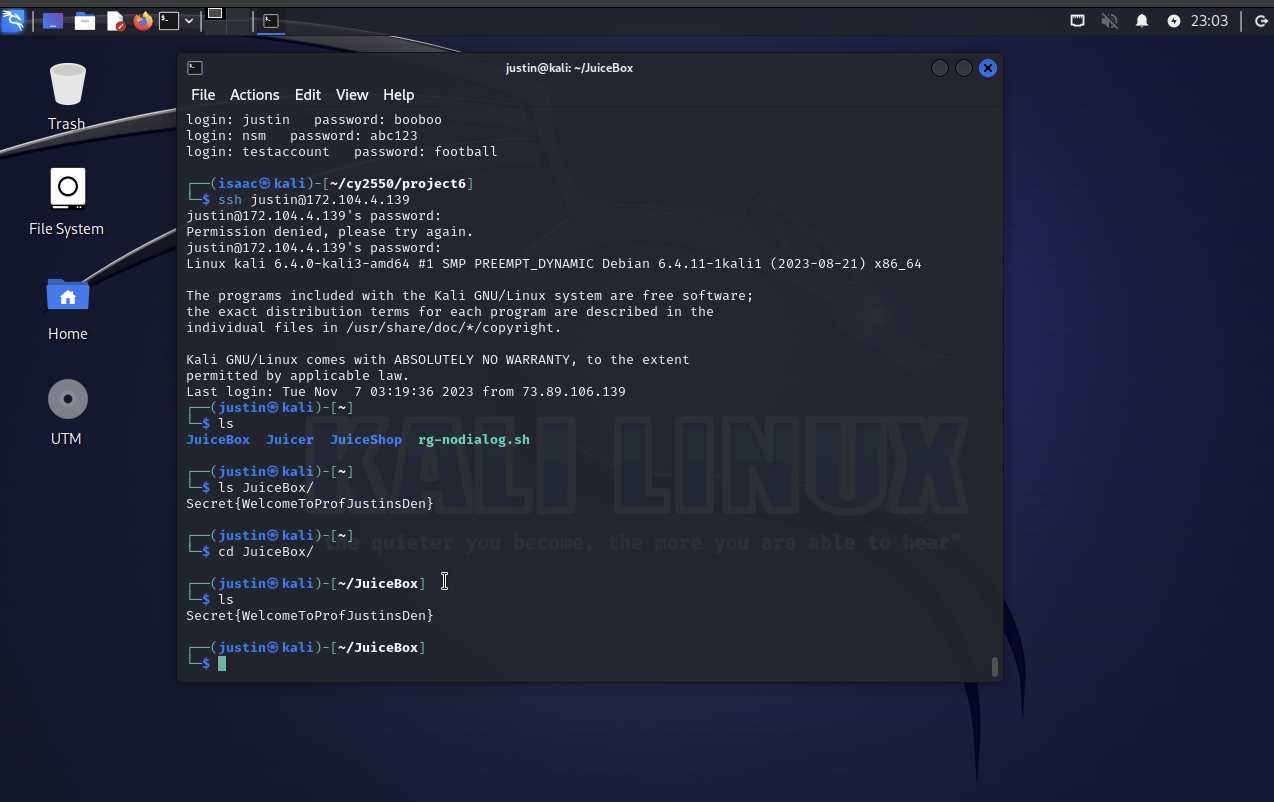 23:03
Trash
File System
Home
UTM
justin@kali: ~/JuiceBox
File Actions Edit View Help
login: justin   password: booboo
login: nsm   password: abc123
login: testaccount   password: football
┌──(isaac㉿kali)-[~/cy2550/project6]
└─$ ssh justin@172.104.4.139
justin@172.104.4.139's password:
Permission denied, please try again.
justin@172.104.4.139's password:
Linux kali 6.4.0-kali3-amd64 #1 SMP PREEMPT_DYNAMIC Debian 6.4.11-1kali1 (2023-08-21) x86_64
The programs included with the Kali GNU/Linux system are free software;
the exact distribution terms for each program are described in the
individual files in /usr/share/doc/*/copyright.
Kali GNU/Linux comes with ABSOLUTELY NO WARRANTY, to the extent
permitted by applicable law.
Last login: Tue Nov  7 03:19:36 2023 from 73.89.106.139
┌──(justin㉿kali)-[~]
└─$ ls
JuiceBox  Juicer  JuiceShop  rg-nodialog.sh
┌──(justin㉿kali)-[~]
└─$ ls JuiceBox/
Secret{WelcomeToProfJustinsDen}
┌──(justin㉿kali)-[~]
└─$ cd JuiceBox/
┌──(justin㉿kali)-[~/JuiceBox]
└─$ ls
Secret{WelcomeToProfJustinsDen}
┌──(justin㉿kali)-[~/JuiceBox]
└─$
KALI LINUX
the quieter you become, the more you are able to hear"